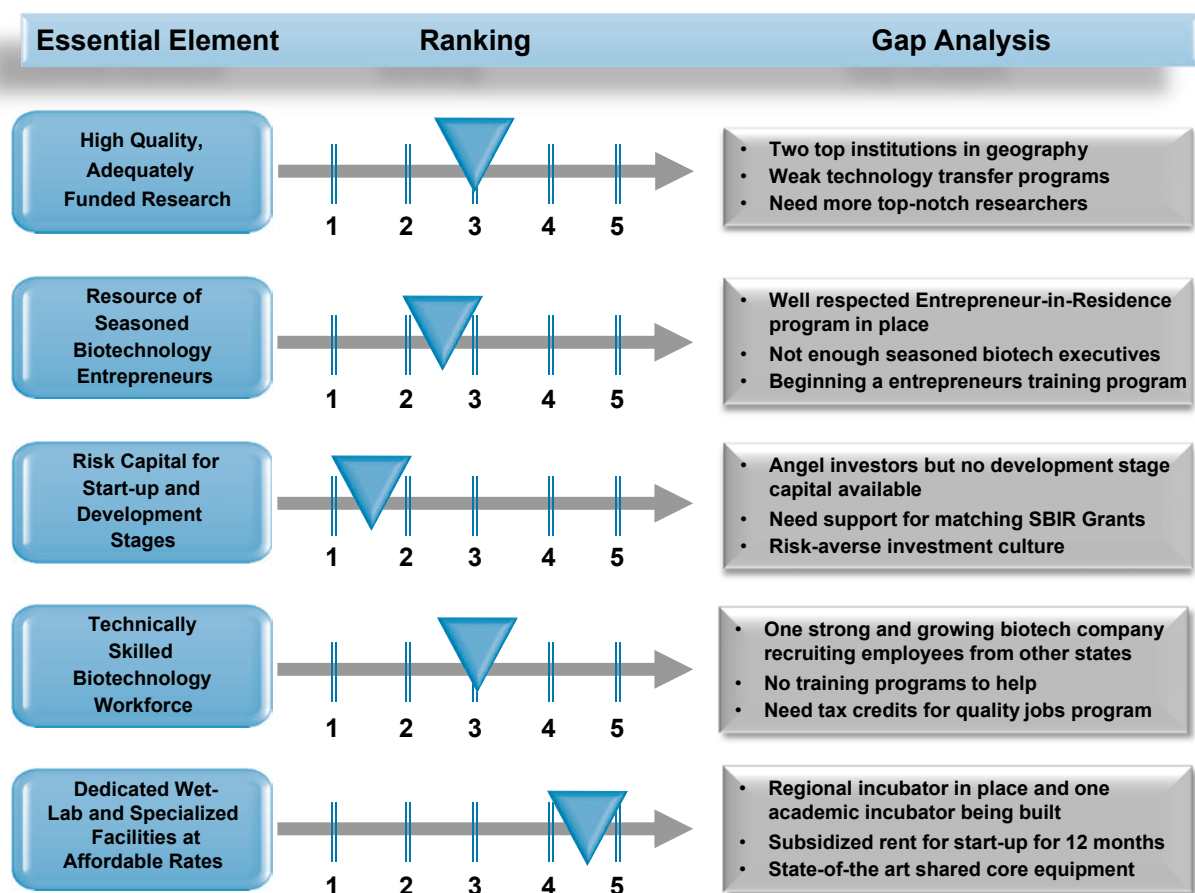 Essential Element Ranking Gap Analysis
High Quality,
Adequately
Funded Research
1 2 3 4 5
• Two top institutions in geography
• Weak technology transfer programs
• Need more top-notch researchers
Resource of
Seasoned
Biotechnology
Entrepreneurs
1 2 3 4 5
• Well respected Entrepreneur-in-Residence
program in place
• Not enough seasoned biotech executives
• Beginning a entrepreneurs training program
Risk Capital for
Start-up and
Development
Stages
1 2 3 4 5
• Angel investors but no development stage
capital available
• Need support for matching SBIR Grants
• Risk-averse investment culture
Technically
Skilled
Biotechnology
Workforce
1 2 3 4 5
• One strong and growing biotech company
recruiting employees from other states
• No training programs to help
• Need tax credits for quality jobs program
Dedicated Wet-
Lab and Specialized
Facilities at
Affordable Rates
1 2 3 4 5
• Regional incubator in place and one
academic incubator being built
• Subsidized rent for start-up for 12 months
• State-of-the art shared core equipment